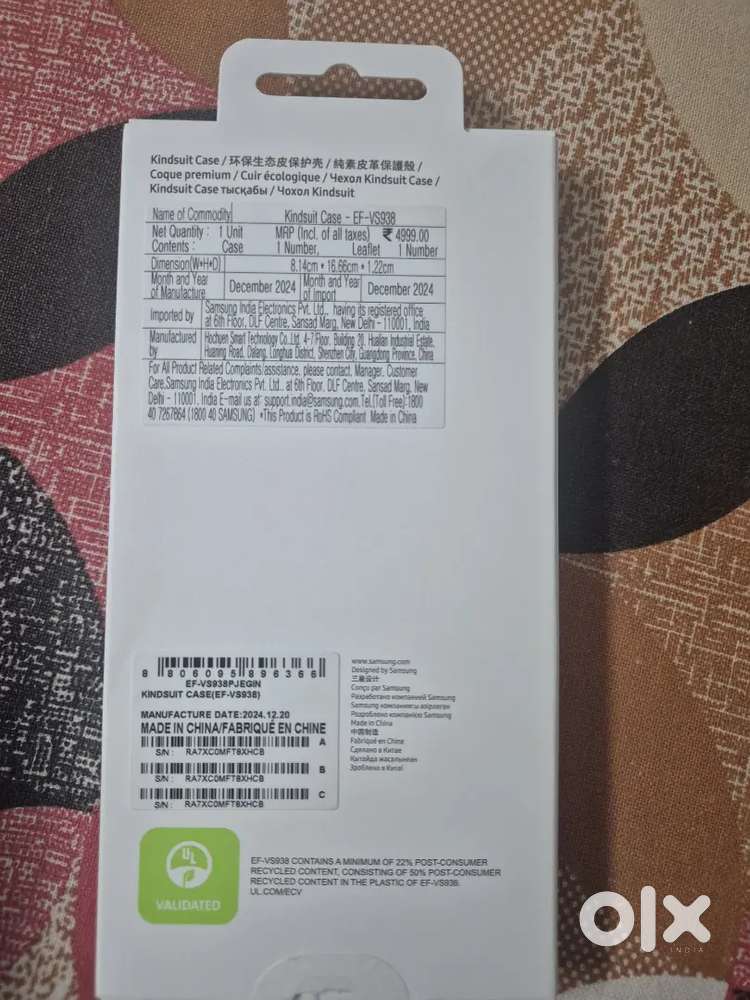 Kindsuit Case / 环保生态皮保护壳 / 純素皮革保護殼 /
Coque premium / Cuir écologique / Чехол Kindsuit Case /
Kindsuit Case тысқабы / Чохол Kindsuit
Name of Commodity Kindsuit Case - EF-VS938
Net Quantity : 1 Unit MRP (Incl. of all taxes) ₹ 4999.00
Contents : Case 1 Number, Leaflet 1 Number
Dimension(W*H*D) 8.14cm * 16.66cm * 1.22cm
Month and Year of Manufacture December 2024 Month and Year of Import December 2024
Imported by Samsung India Electronics Pvt. Ltd., having its registered office
at 6th Floor, DLF Centre, Sansad Marg, New Delhi - 110001, India
Manufactured by Hochuen Smart Technology Co.,Ltd. 4-7 Floor, Building 20, Hualian Industrial Estate,
Huaning Road, Dalang, Longhua District, Shenzhen City, Guangdong Province, China
For All Product Related Complaints/assistance, please contact, Manager, Customer
Care,Samsung India Electronics Pvt. Ltd., at 6th Floor, DLF Centre, Sansad Marg, New
Delhi - 110001, India E-mail us at: support.india@samsung.com Tel.(Toll Free):1800
40 7267864 (1800 40 SAMSUNG) *This Product is RoHS Compliant Made in China
8 806095 896366
EF-VS938PJEGIN
KINDSUIT CASE(EF-VS938)
MANUFACTURE DATE:2024.12.20
MADE IN CHINA/FABRIQUÉ EN CHINE
A
S/N : RA7XC0MFT8XHCB
B
S/N : RA7XC0MFT8XHCB
C
S/N : RA7XC0MFT8XHCB
www.samsung.com
Designed by Samsung
三星设计
Conçu par Samsung
Разработано компанией Samsung
Samsung компаниясы әзірлеген
Розроблено компанією Samsung
Made in China
中国制造
Fabriqué en Chine
Сделано в Китае
Қытайда жасалынған
Зроблено в Китаї
UL
VALIDATED
EF-VS938 CONTAINS A MINIMUM OF 22% POST-CONSUMER
RECYCLED CONTENT, CONSISTING OF 50% POST-CONSUMER
RECYCLED CONTENT IN THE PLASTIC OF EF-VS938.
UL.COM/ECV
olx
INDIA